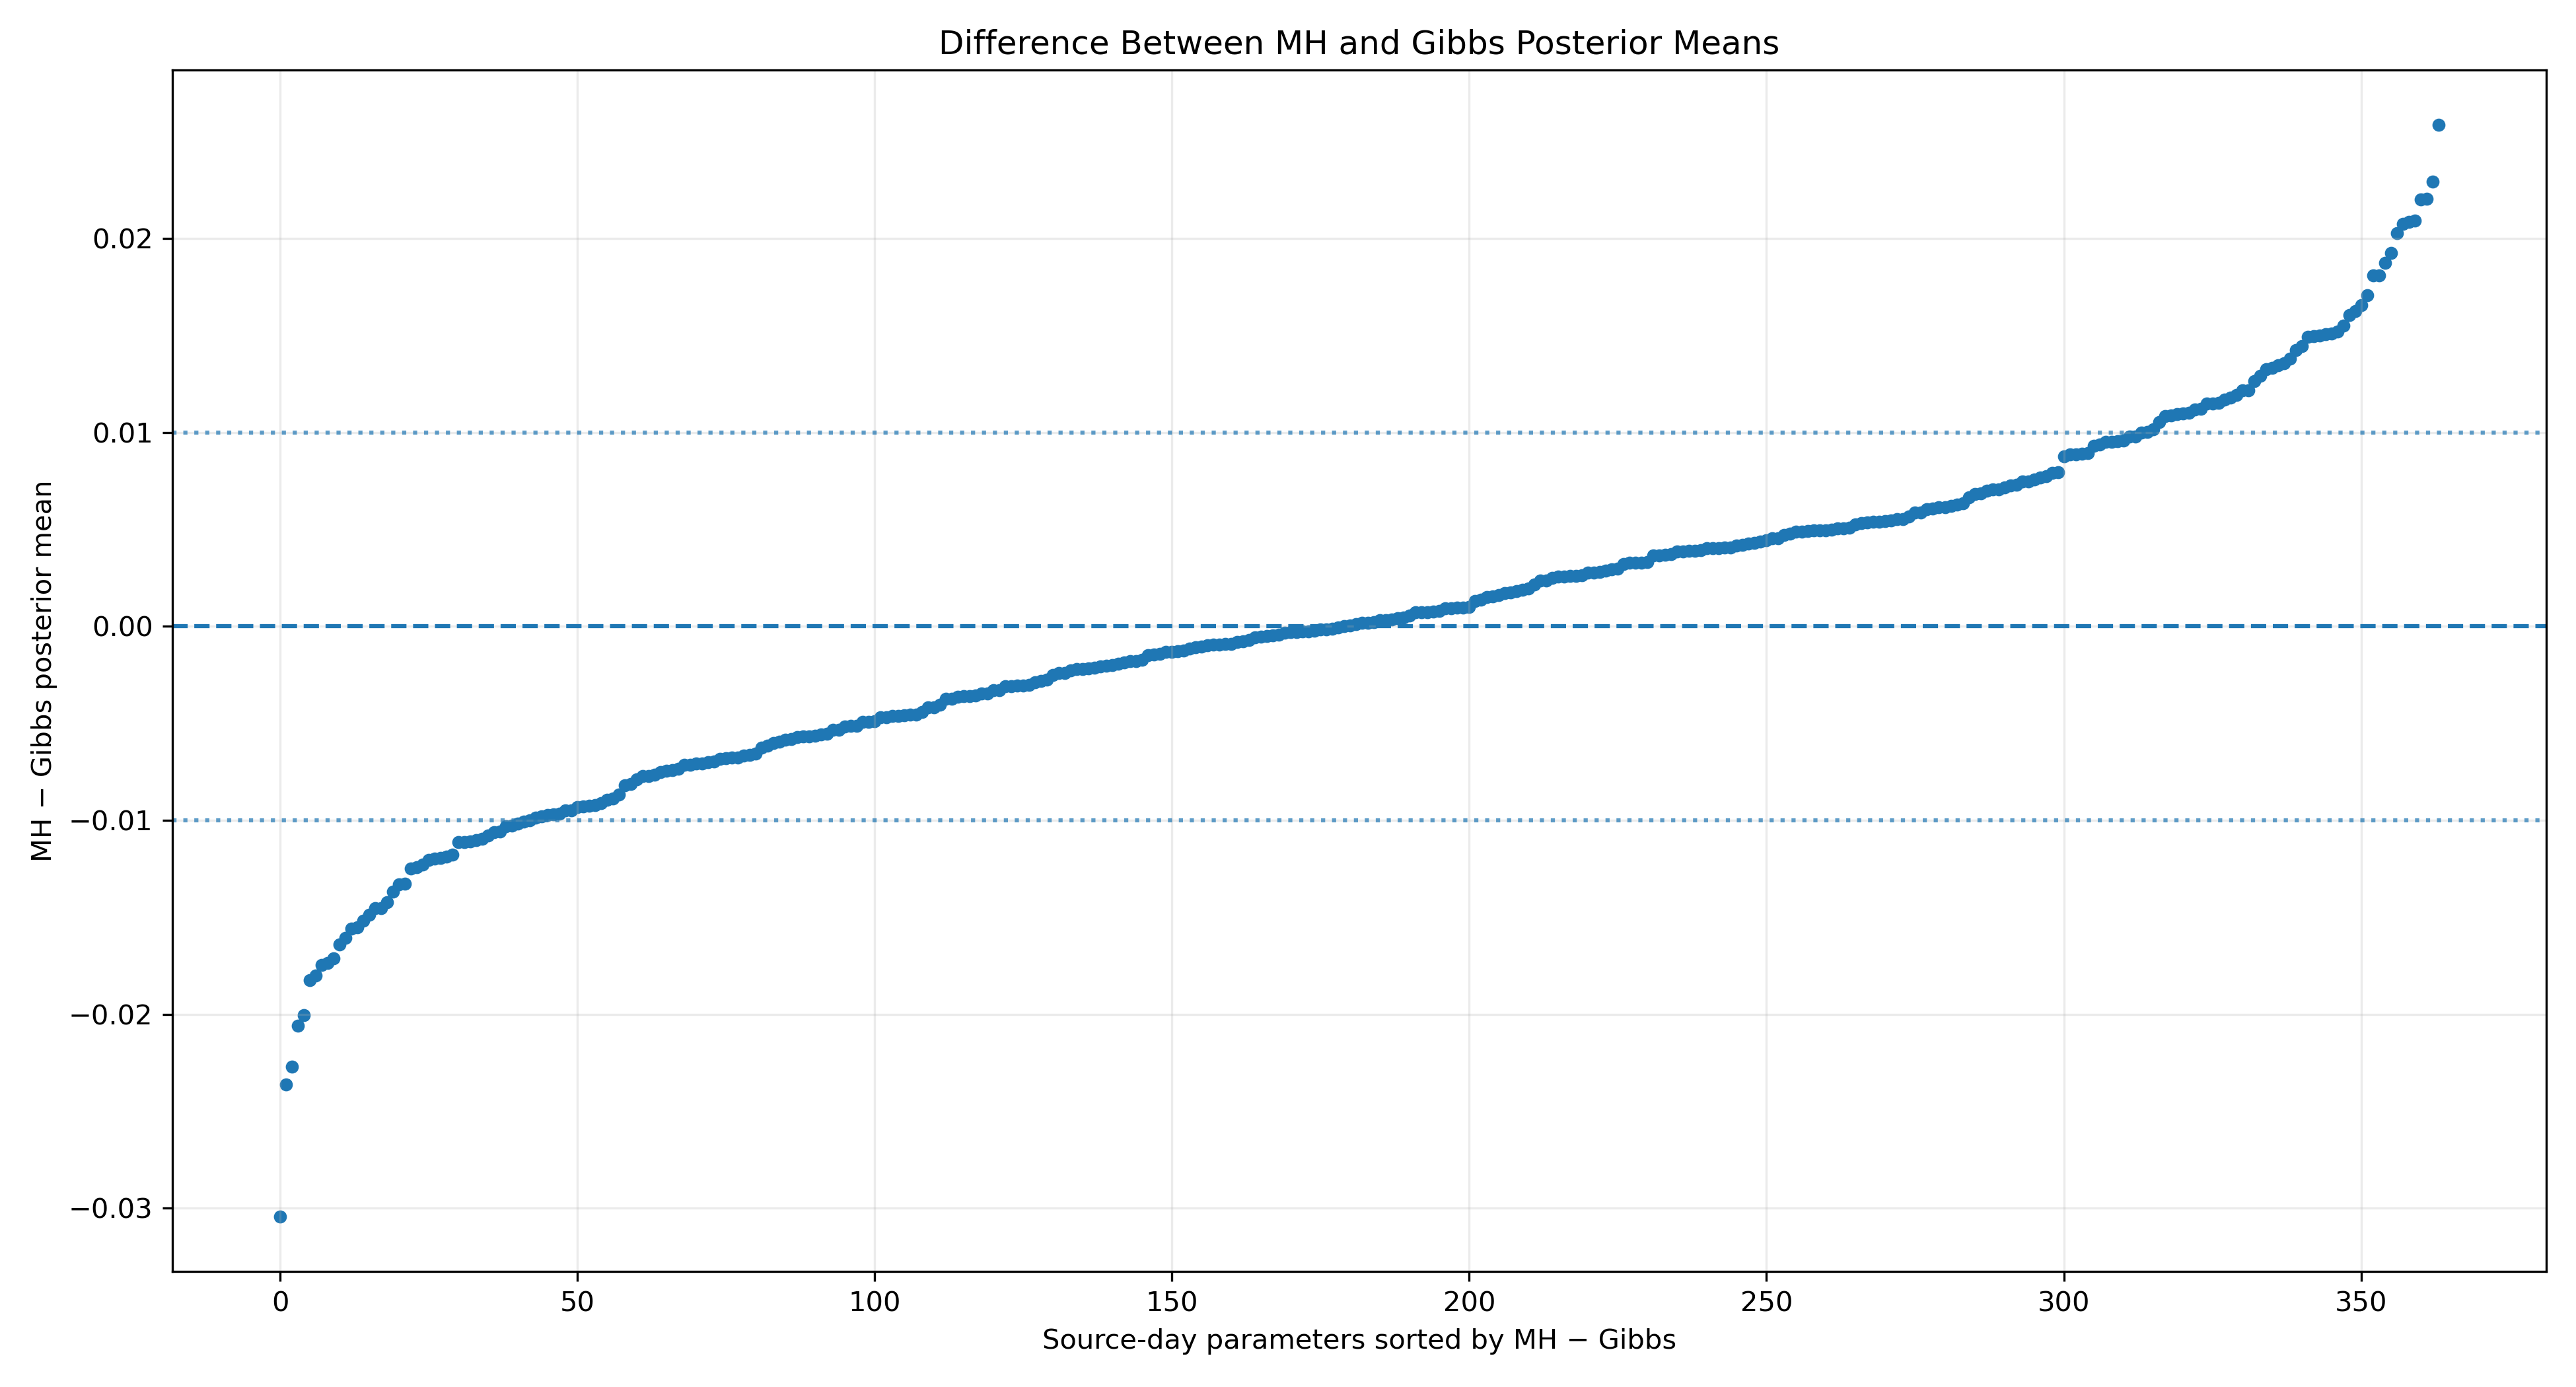 Difference Between MH and Gibbs Posterior Means
MH − Gibbs posterior mean
0.02
0.01
0.00
−0.01
−0.02
−0.03
0 50 100 150 200 250 300 350
Source-day parameters sorted by MH − Gibbs